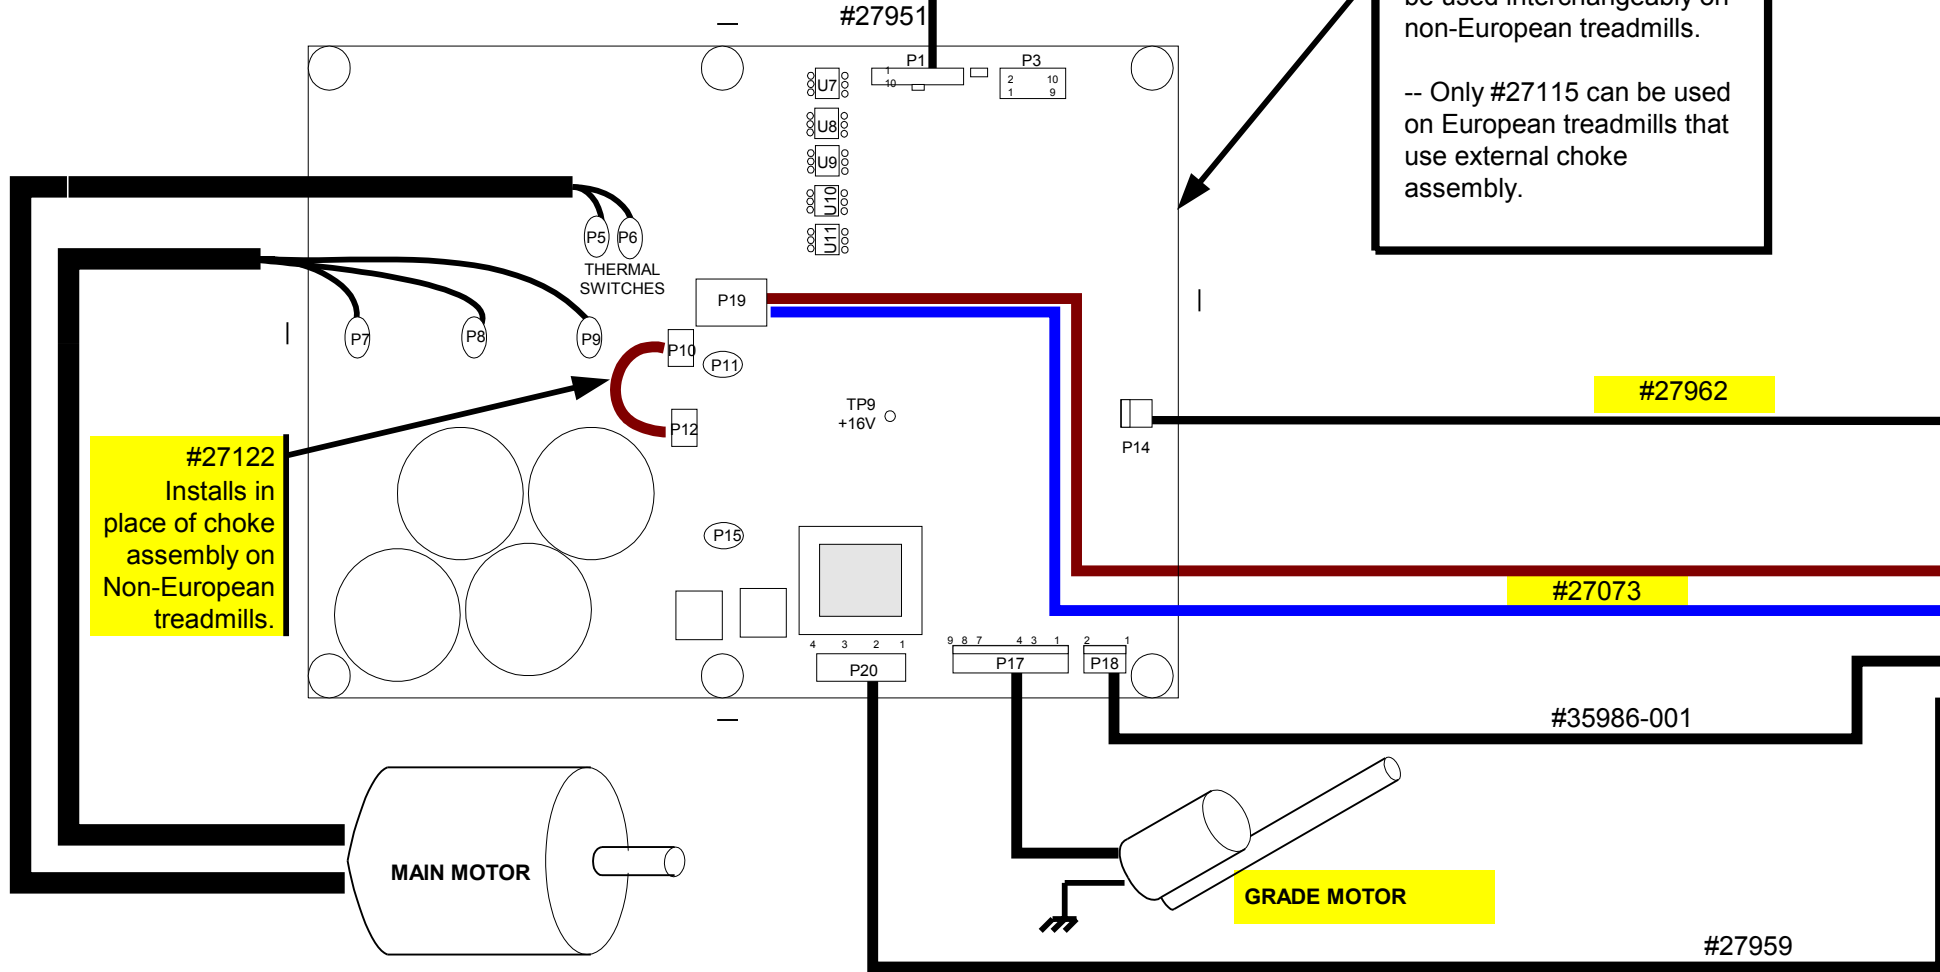 #27951
be used interchangeably on
non-European treadmills.
-- Only #27115 can be used
on European treadmills that
use external choke
assembly.
P1
1
10
P3
2 10
1 9
U7
U8
U9
U10
U11
P5 P6
THERMAL
SWITCHES
P19
P7
P8
P9
P10
P11
P12
TP9
+16V
P14
#27962
#27122
Installs in
place of choke
assembly on
Non-European
treadmills.
P15
#27073
4 3 2 1
P20
9 8 7 4 3 1
P17
2 1
P18
#35986-001
MAIN MOTOR
GRADE MOTOR
#27959